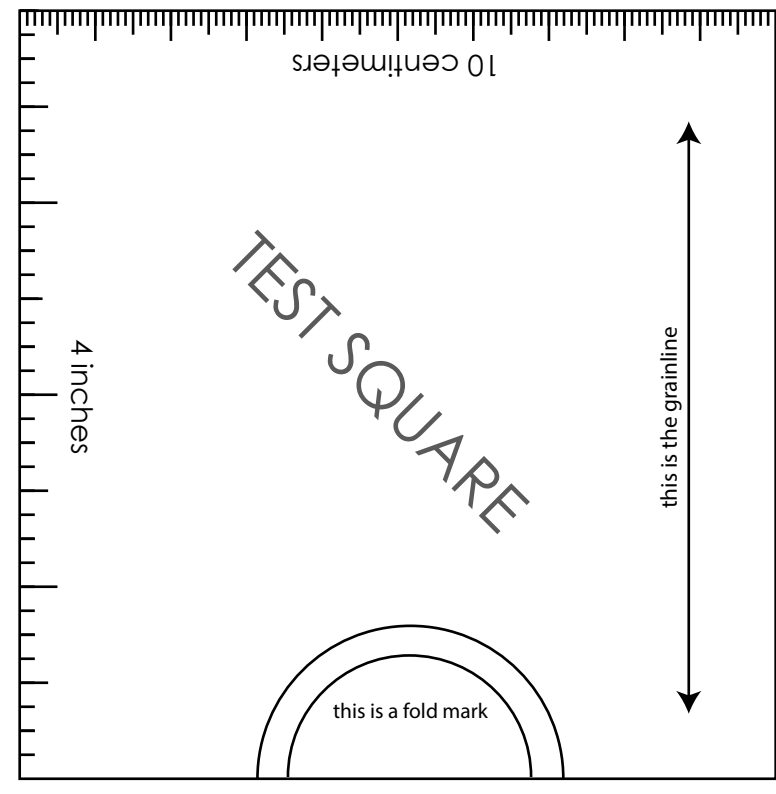 10 centimeters
4 inches
TEST SQUARE
this is the grainline
this is a fold mark